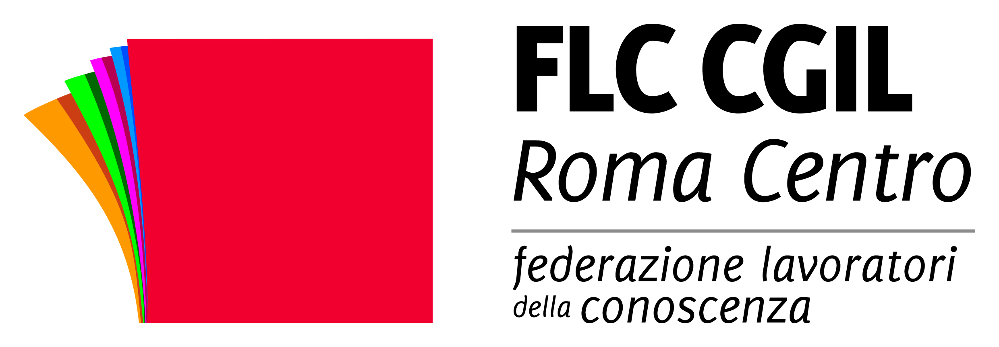 FLC CGIL
Roma Centro
federazione lavoratori
della conoscenza